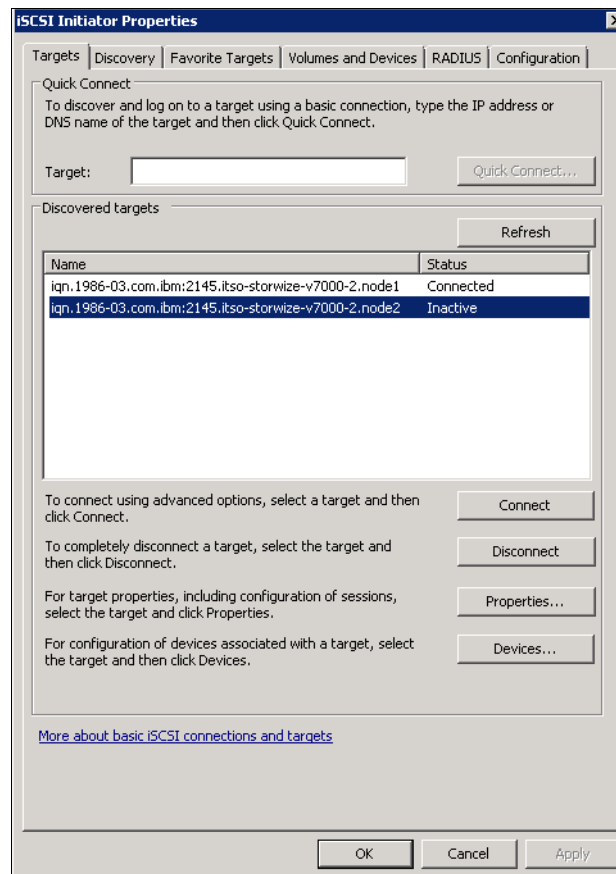 iSCSI Initiator Properties
Targets Discovery Favorite Targets Volumes and Devices RADIUS Configuration
Quick Connect
To discover and log on to a target using a basic connection, type the IP address or
DNS name of the target and then click Quick Connect.
Target: Quick Connect...
Discovered targets
Refresh
Name Status
iqn.1986-03.com.ibm:2145.itso-storwize-v7000-2.node1 Connected
iqn.1986-03.com.ibm:2145.itso-storwize-v7000-2.node2 Inactive
To connect using advanced options, select a target and then
click Connect.
Connect
To completely disconnect a target, select the target and
then click Disconnect.
Disconnect
For target properties, including configuration of sessions,
select the target and click Properties.
Properties...
For configuration of devices associated with a target, select
the target and then click Devices.
Devices...
More about basic iSCSI connections and targets
OK Cancel Apply